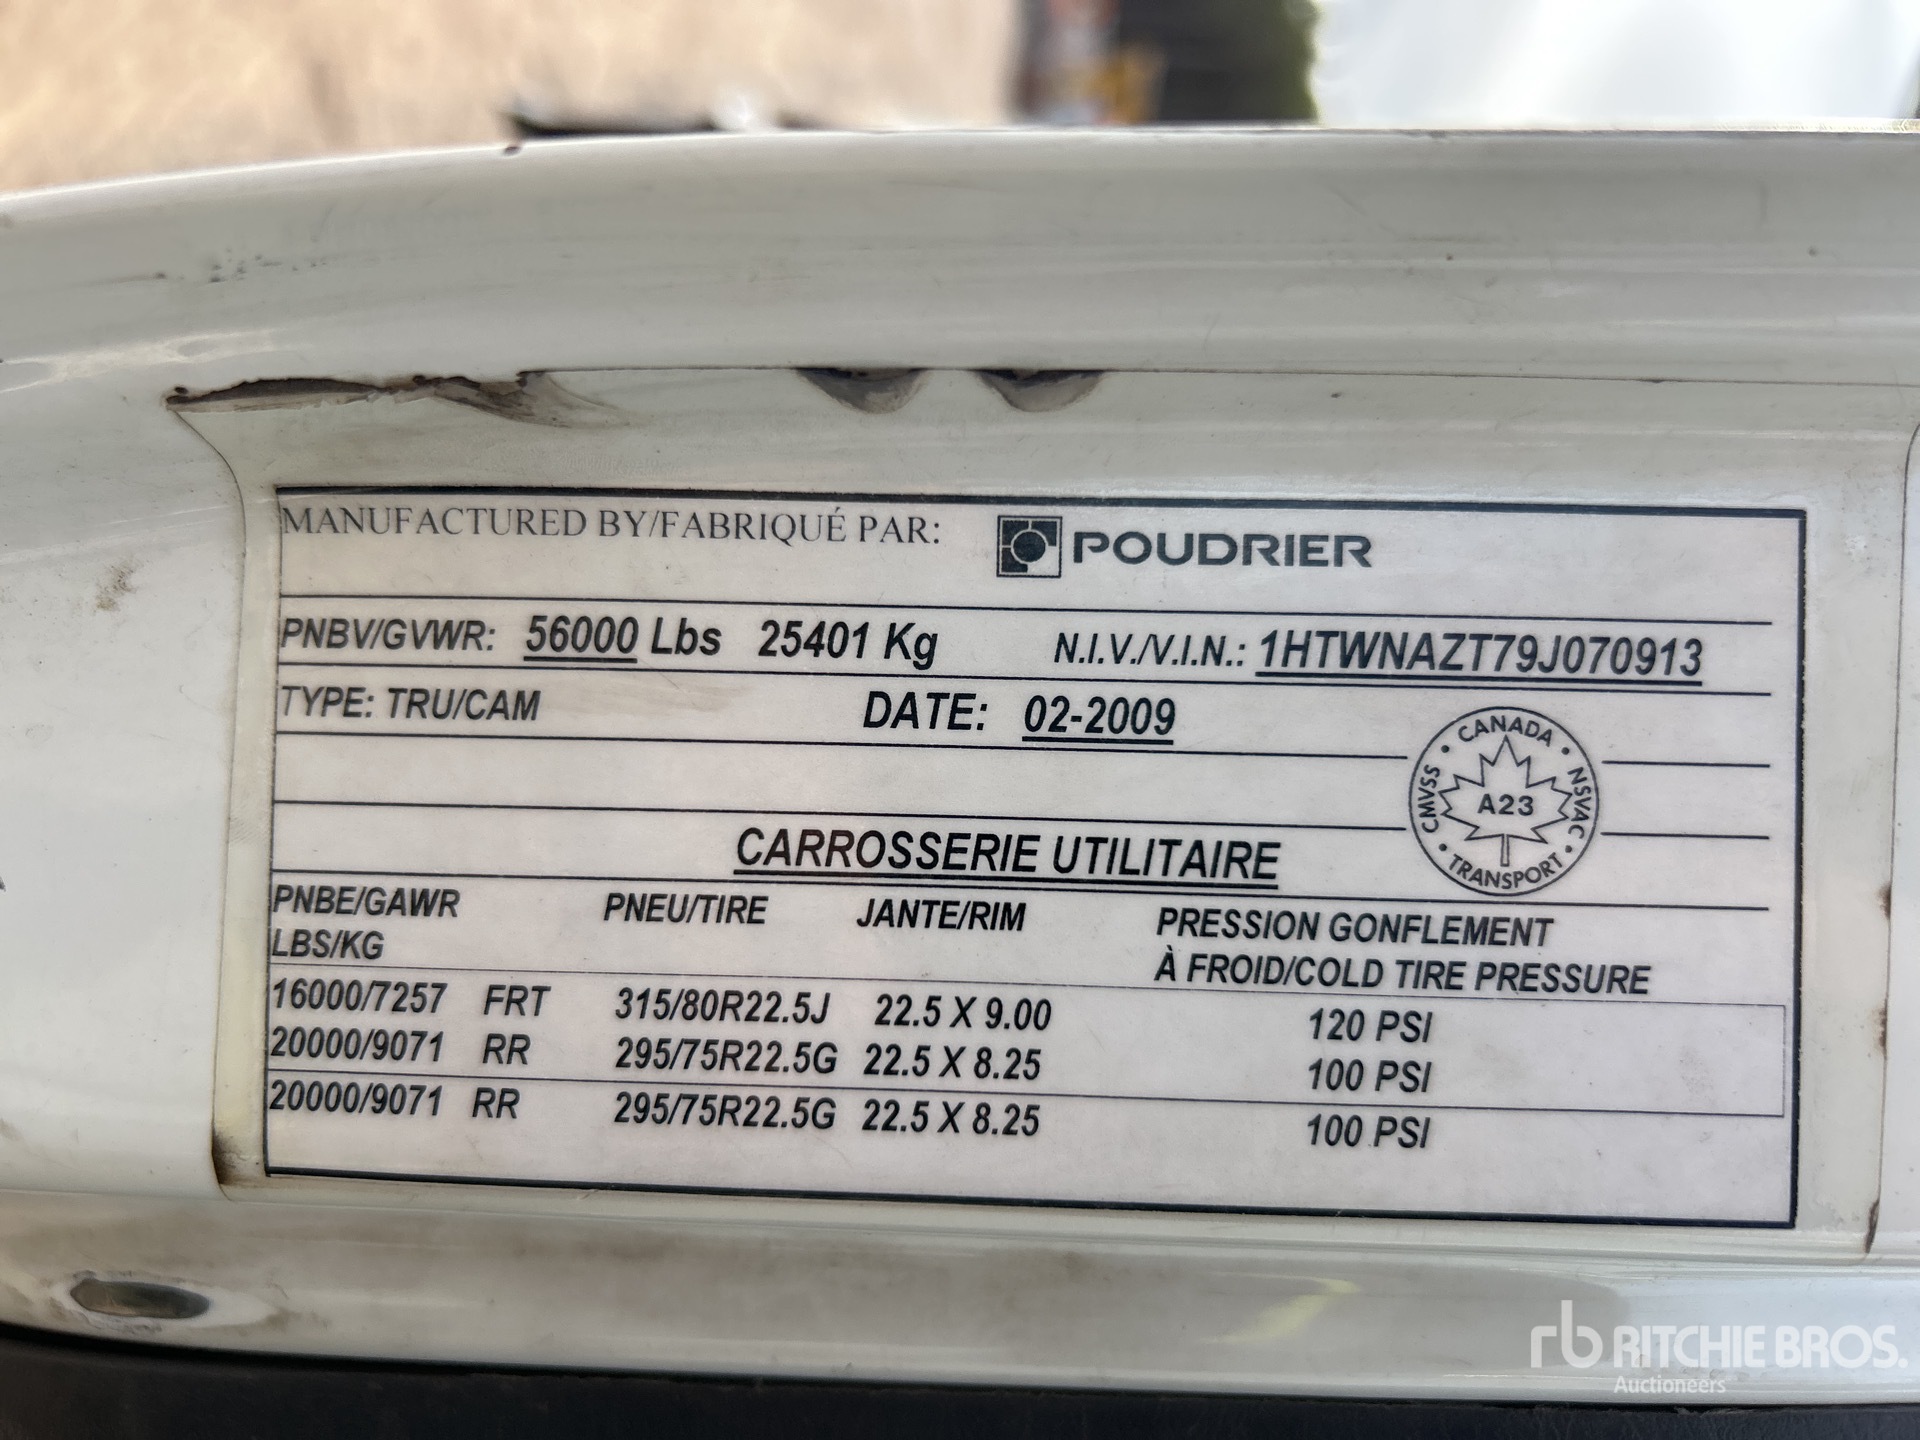 MANUFACTURED BY/FABRIQUÉ PAR: POUDRIER
PNBV/GVWR: 56000 Lbs 25401 Kg N.I.V./V.I.N.: 1HTWNAZT79J070913
TYPE: TRU/CAM DATE: 02-2009
CANADA
CMVSS A23 NSVAC
TRANSPORT
CARROSSERIE UTILITAIRE
PNBE/GAWR PNEU/TIRE JANTE/RIM PRESSION GONFLEMENT
LBS/KG À FROID/COLD TIRE PRESSURE
16000/7257 FRT 315/80R22.5J 22.5 X 9.00 120 PSI
20000/9071 RR 295/75R22.5G 22.5 X 8.25 100 PSI
20000/9071 RR 295/75R22.5G 22.5 X 8.25 100 PSI
rb RITCHIE BROS.
Auctioneers